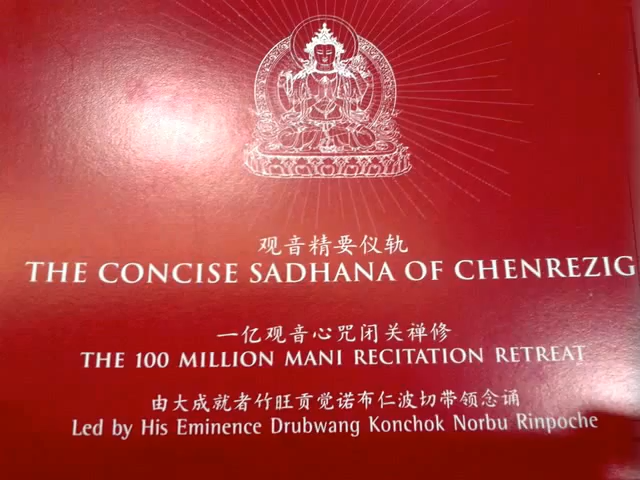 观音精要仪轨
THE CONCISE SADHANA OF CHENREZIG
一亿观音心咒闭关禅修
THE 100 MILLION MANI RECITATION RETREAT
由大成就者竹旺贡觉诺布仁波切带领念诵
Led by His Eminence Drubwang Konchok Norbu Rinpoche